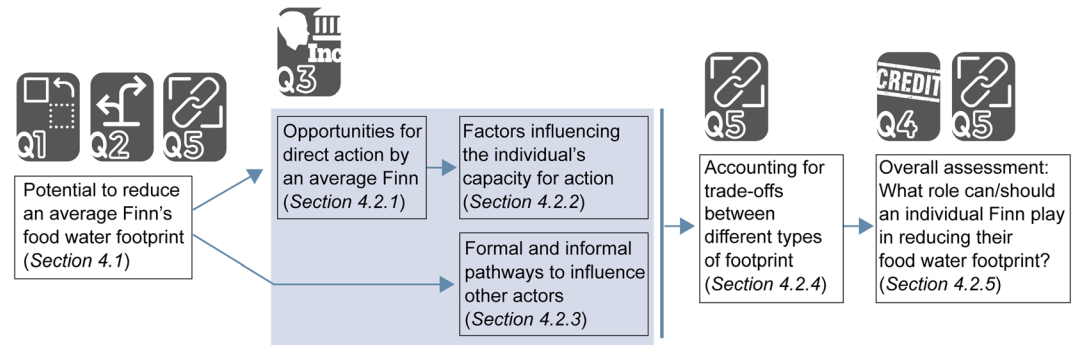 Inc
Q3
Q1
Q2
Q5
Potential to reduce
an average Finn's
food water footprint
(Section 4.1)
Opportunities for
direct action by
an average Finn
(Section 4.2.1)
Factors influencing
the individual's
capacity for action
(Section 4.2.2)
Formal and informal
pathways to influence
other actors
(Section 4.2.3)
Q5
Accounting for
trade-offs
between
different types
of footprint
(Section 4.2.4)
CREDIT
Q4
Q5
Overall assessment:
What role can/should
an individual Finn play
in reducing their
food water footprint?
(Section 4.2.5)